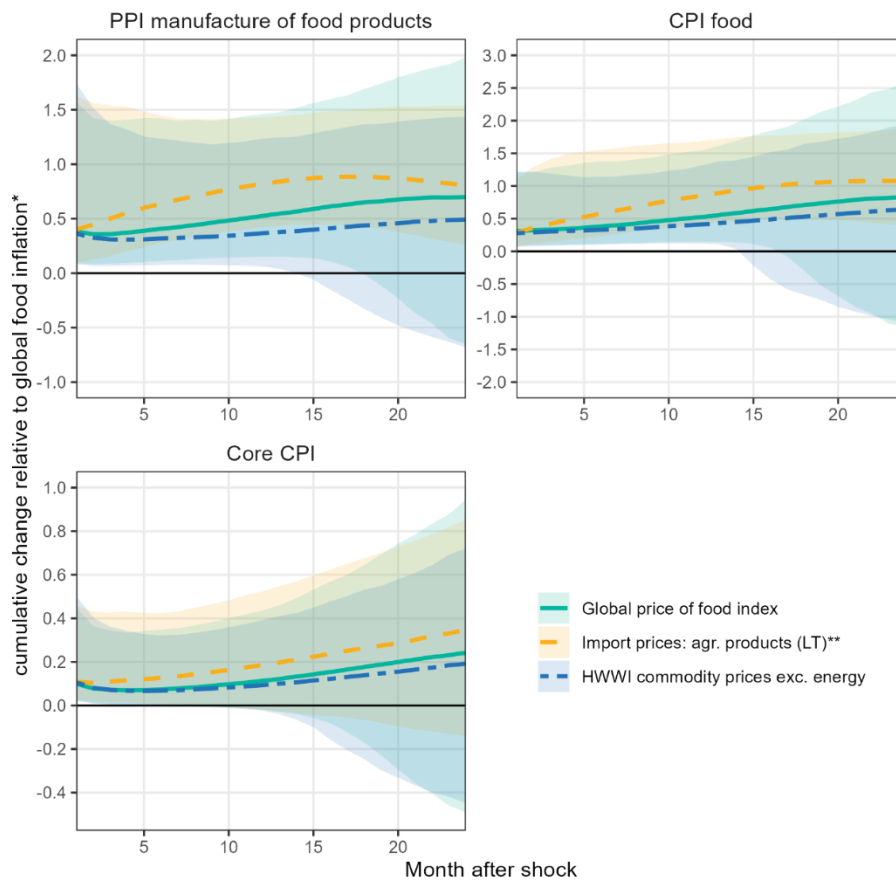 PPI manufacture of food products
CPI food
2.0
1.5
1.0
0.5
0.0
-0.5
-1.0
3.0
2.5
2.0
1.5
1.0
0.5
0.0
-0.5
-1.0
-1.5
-2.0
5 10 15 20
5 10 15 20
cumulative change relative to global food inflation*
Core CPI
1.0
0.8
0.6
0.4
0.2
0.0
-0.2
-0.4
5 10 15 20
Month after shock
Global price of food index
Import prices: agr. products (LT)**
HWWI commodity prices exc. energy